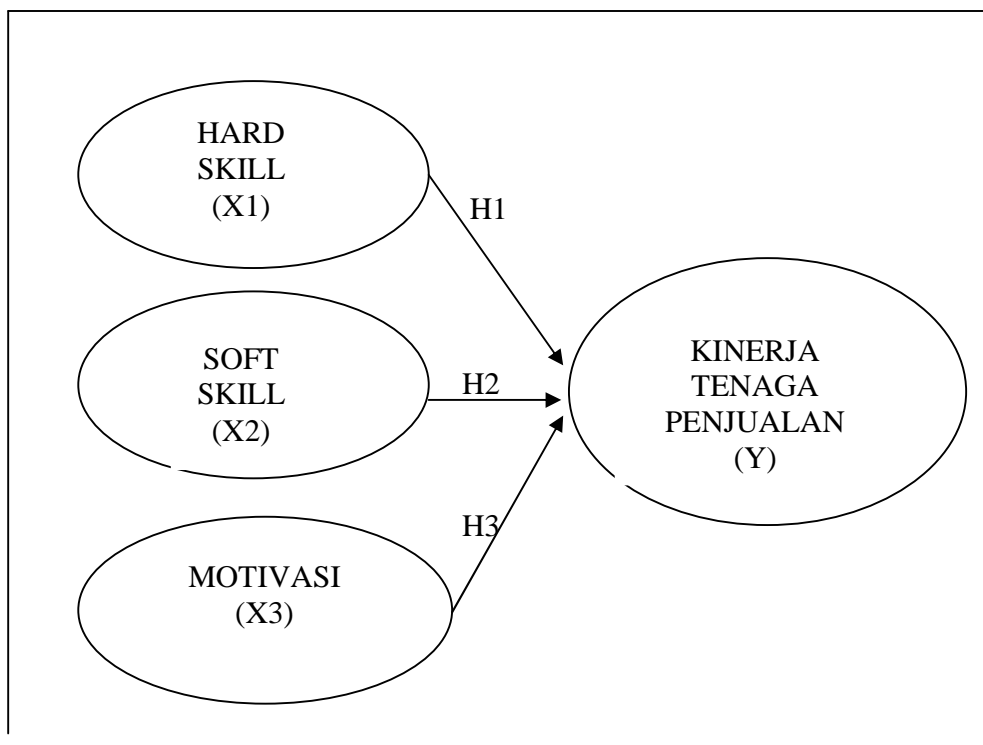 HARD
SKILL
(X1)
H1
SOFT
SKILL
(X2)
H2
KINERJA
TENAGA
PENJUALAN
(Y)
H3
MOTIVASI
(X3)